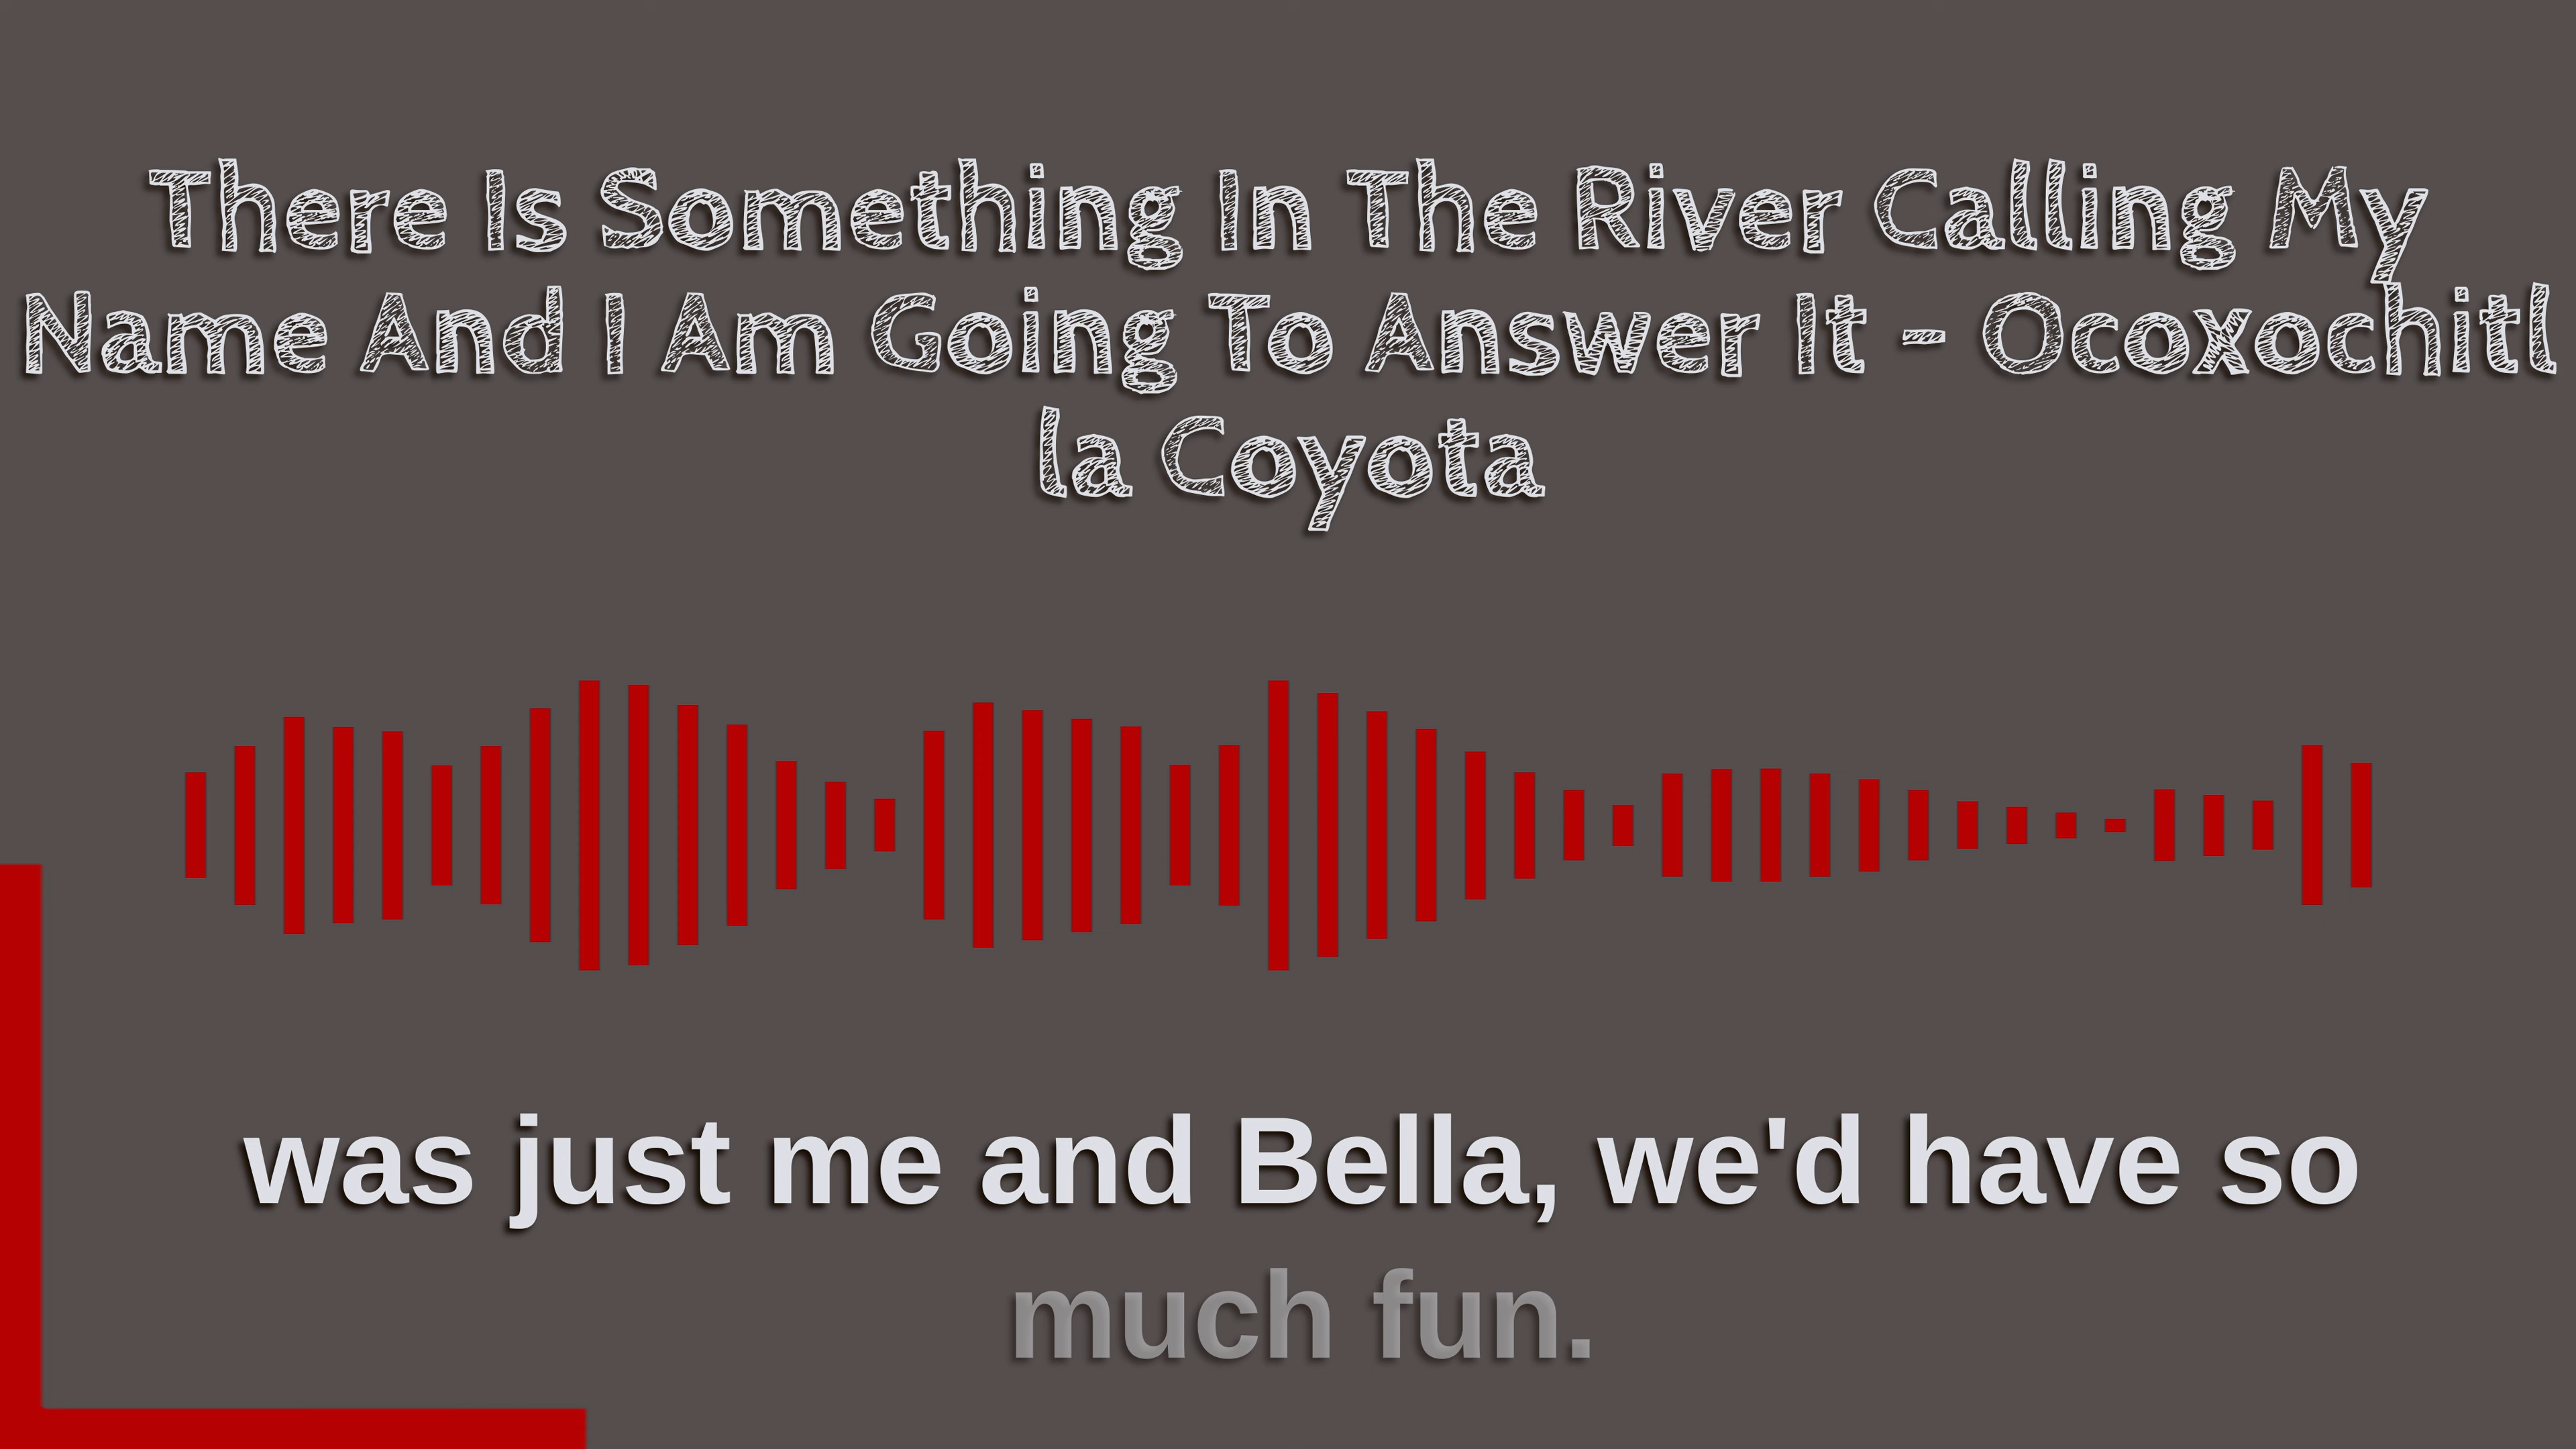 There Is Something In The River Calling My
Name And I Am Going To Answer It - Ocoxochitl
la Coyota
was just me and Bella, we'd have so
much fun.